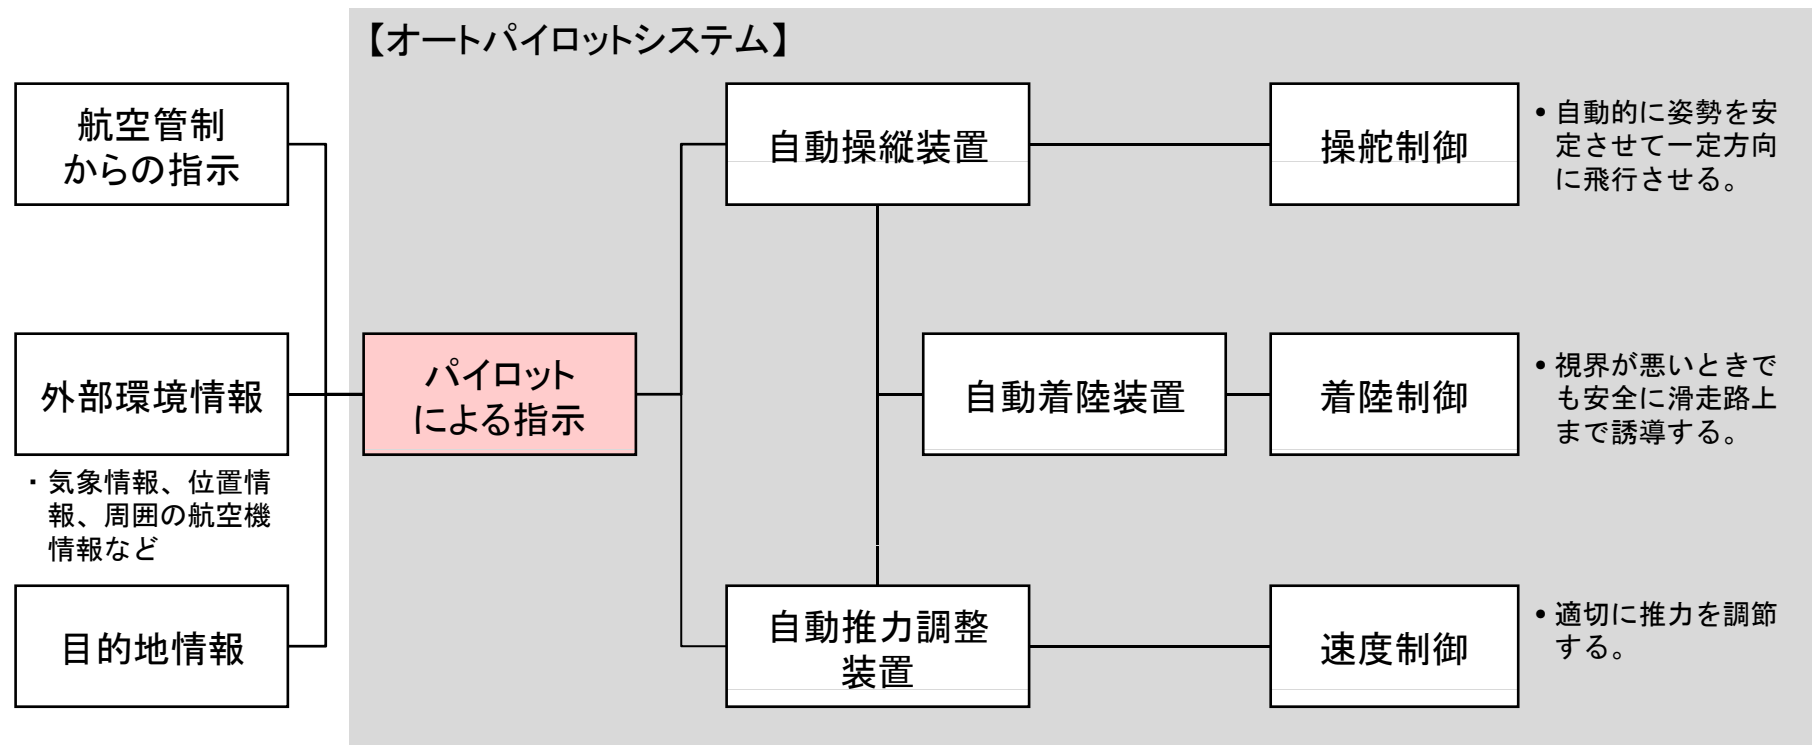 【オートパイロットシステム】
航空管制
からの指示
自動操縦装置
操舵制御
• 自動的に姿勢を安
定させて一定方向
に飛行させる。
外部環境情報
パイロット
による指示
自動着陸装置
着陸制御
• 視界が悪いときで
も安全に滑走路上
まで誘導する。
・気象情報、位置情
報、周囲の航空機
情報など
目的地情報
自動推力調整
装置
速度制御
• 適切に推力を調節
する。